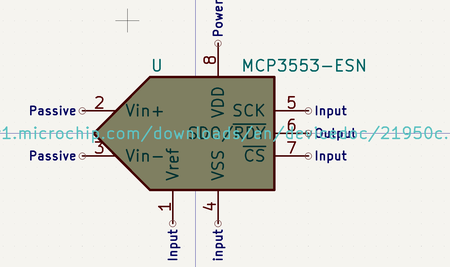 Power
8
U
MCP3553-ESN
VDD
Passive
2
Vin+
SCK
5
Input
1.microchip.com/downloads/en/devicedoc/21950c.
6
Output
Passive
3
Vin-
CS
7
Input
Vref
VSS
1
4
Input
input